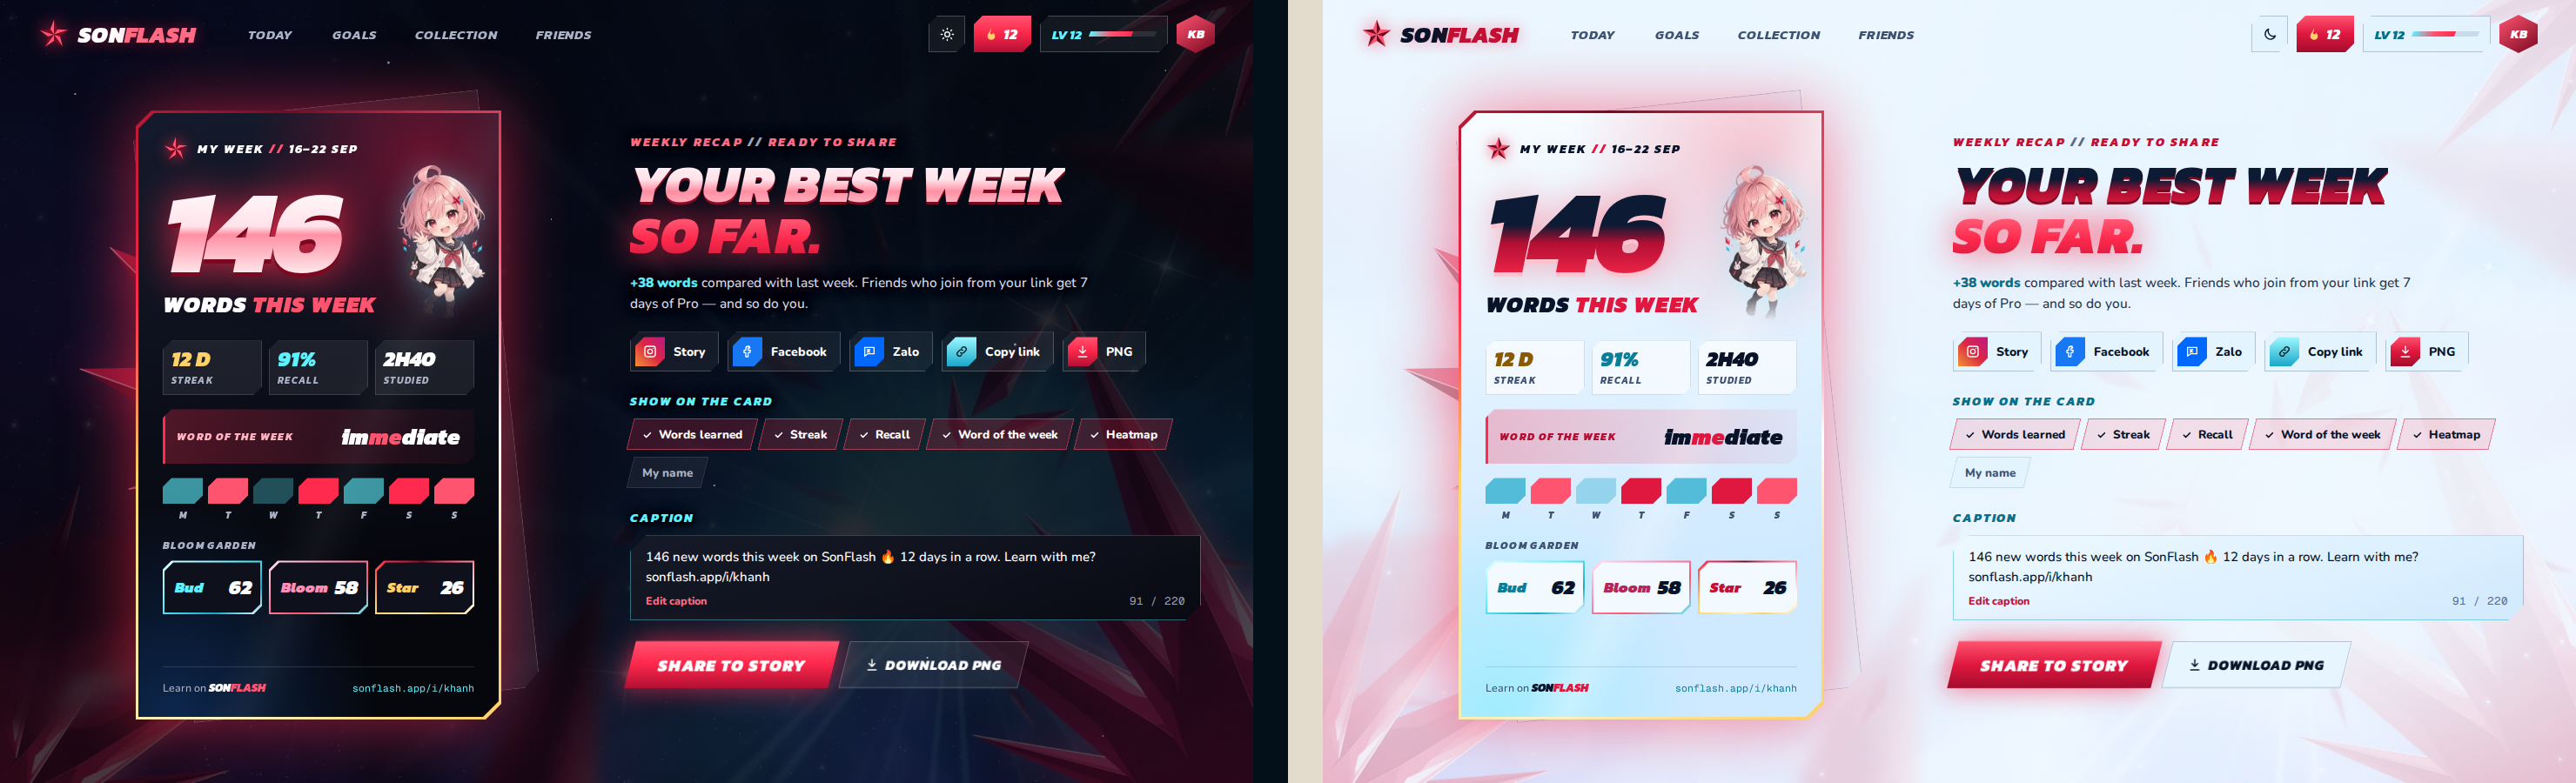 SONFLASH
TODAY GOALS COLLECTION FRIENDS
12
LV 12
KB
MY WEEK // 16–22 SEP
146
WORDS THIS WEEK
12 D 91% 2H40
STREAK RECALL STUDIED
WORD OF THE WEEK immediate
M T W T F S S
BLOOM GARDEN
Bud 62 Bloom 58 Star 26
Learn on SONFLASH sonflash.app/i/khanh
WEEKLY RECAP // READY TO SHARE
YOUR BEST WEEK
SO FAR.
+38 words compared with last week. Friends who join from your link get 7
days of Pro — and so do you.
Story Facebook Zalo Copy link PNG
SHOW ON THE CARD
Words learned Streak Recall Word of the week Heatmap
My name
CAPTION
146 new words this week on SonFlash 🔥 12 days in a row. Learn with me?
sonflash.app/i/khanh
Edit caption 91 / 220
SHARE TO STORY DOWNLOAD PNG
SONFLASH
TODAY GOALS COLLECTION FRIENDS
12
LV 12
KB
MY WEEK // 16–22 SEP
146
WORDS THIS WEEK
12 D 91% 2H40
STREAK RECALL STUDIED
WORD OF THE WEEK immediate
M T W T F S S
BLOOM GARDEN
Bud 62 Bloom 58 Star 26
Learn on SONFLASH sonflash.app/i/khanh
WEEKLY RECAP // READY TO SHARE
YOUR BEST WEEK
SO FAR.
+38 words compared with last week. Friends who join from your link get 7
days of Pro — and so do you.
Story Facebook Zalo Copy link PNG
SHOW ON THE CARD
Words learned Streak Recall Word of the week Heatmap
My name
CAPTION
146 new words this week on SonFlash 🔥 12 days in a row. Learn with me?
sonflash.app/i/khanh
Edit caption 91 / 220
SHARE TO STORY DOWNLOAD PNG